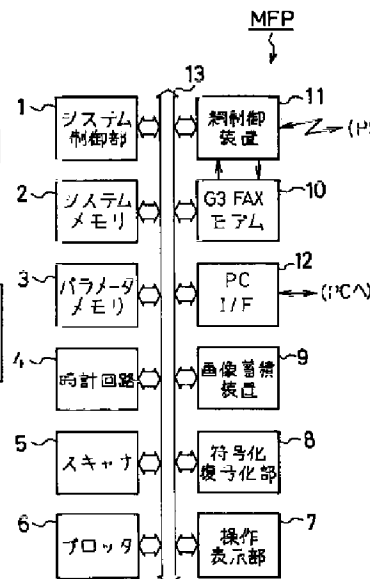 MFP
13
1
システム
制御部
11
網制御
装置
2
システム
メモリ
10
G3 FAX
モデム
3
パラメータ
メモリ
12
PC
I/F
(PCへ)
4
時計回路
9
画像蓄積
装置
5
スキャナ
8
符号化
復号化部
6
プロッタ
7
操作
表示部